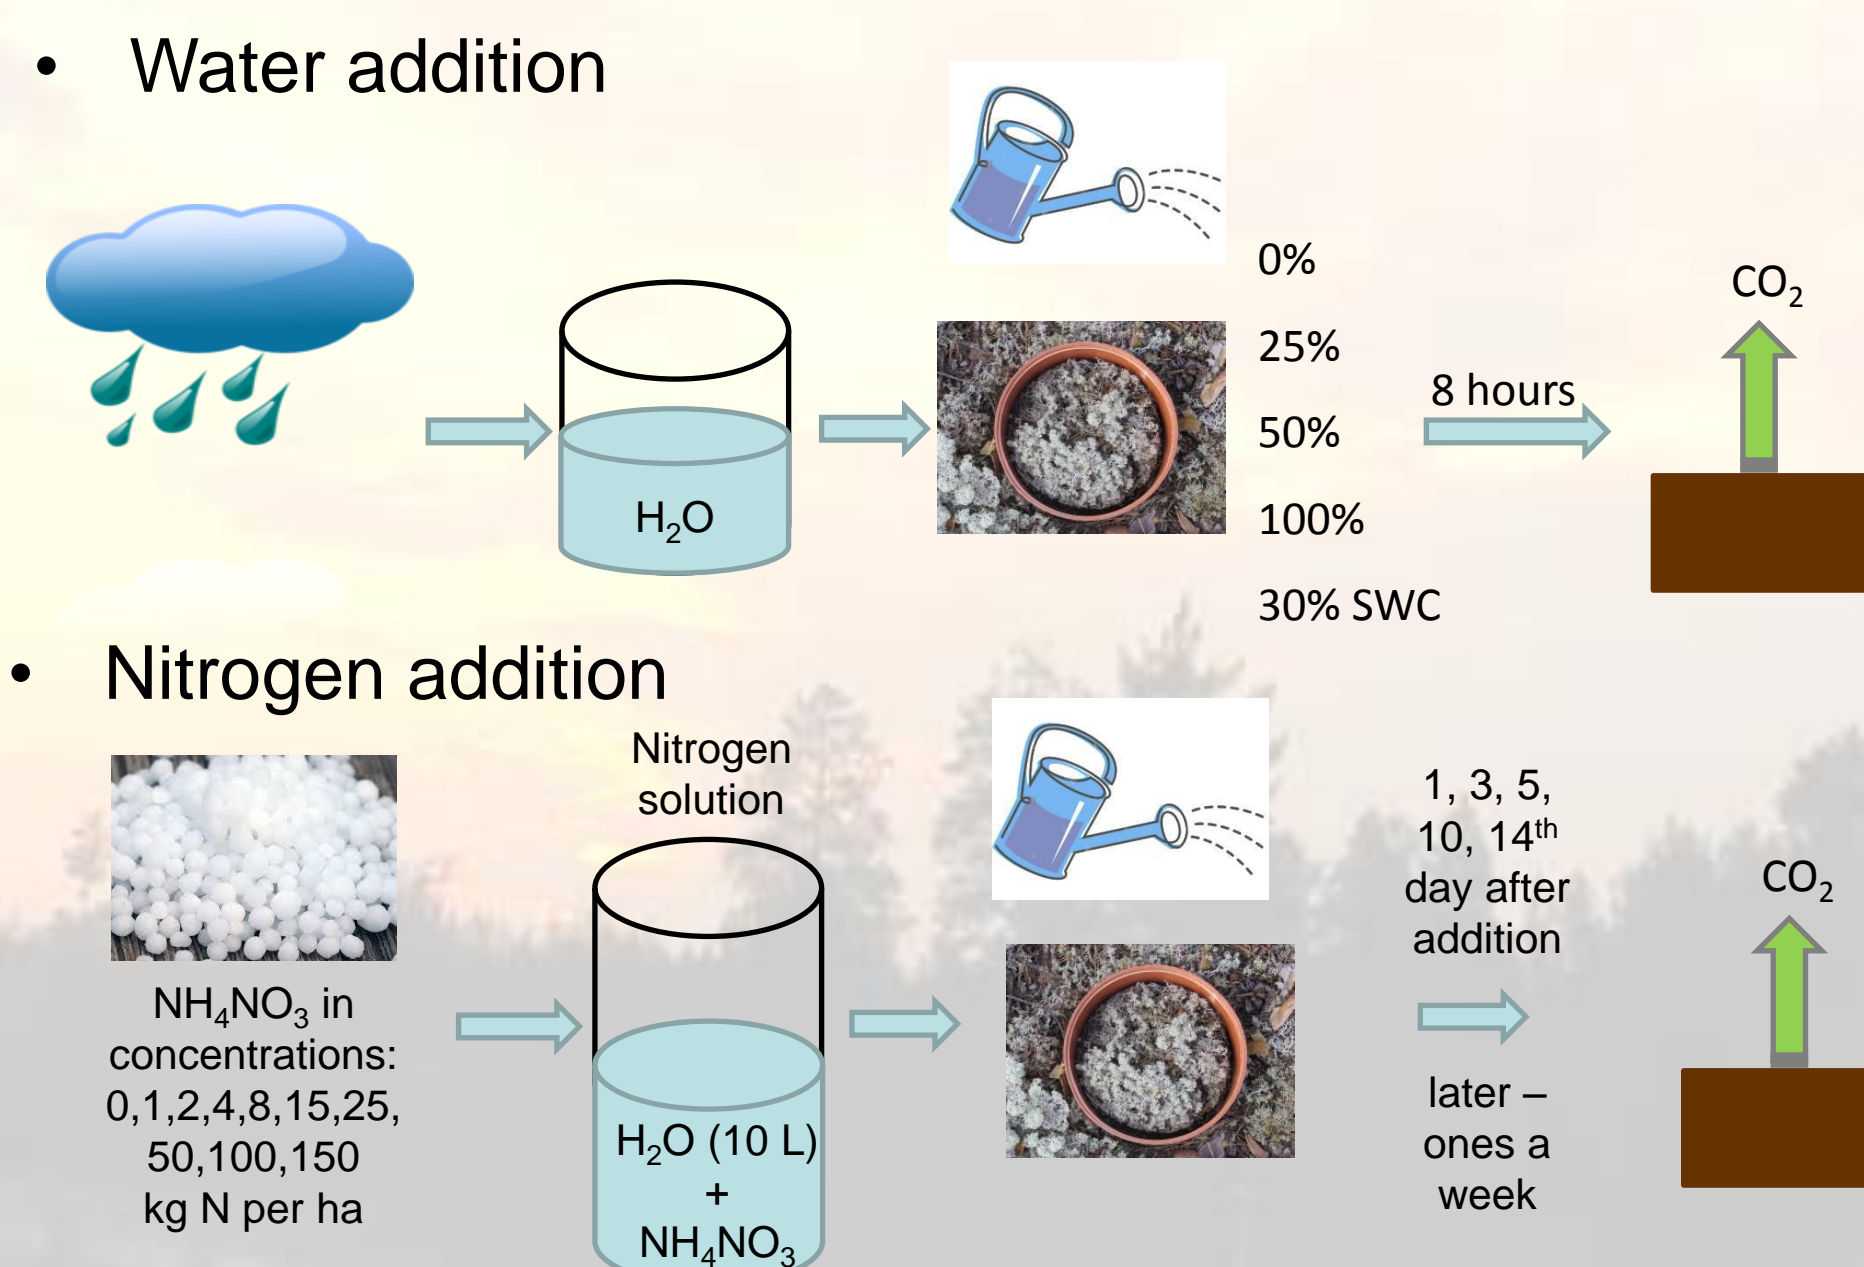 • Water addition
H₂O
0%
25%
50%
100%
30% SWC
8 hours
CO₂
• Nitrogen addition
NH₄NO₃ in
concentrations:
0,1,2,4,8,15,25,
50,100,150
kg N per ha
Nitrogen
solution
H₂O (10 L)
+
NH₄NO₃
1, 3, 5,
10, 14th
day after
addition
later –
ones a
week
CO₂